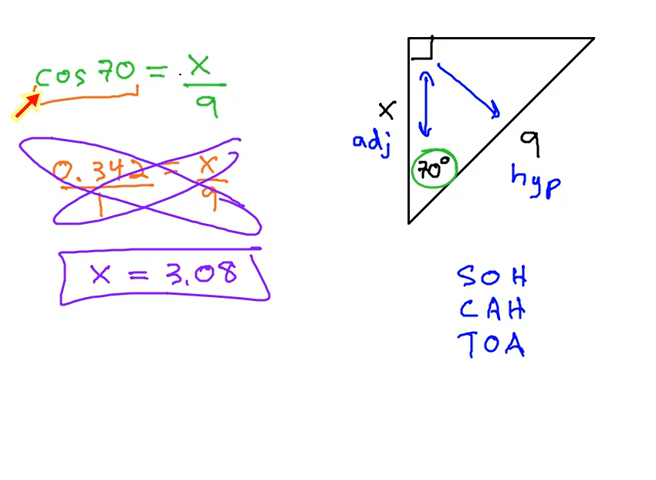 cos 70 = x/9
0.342/1 = x/9
x = 3.08
x
adj
70°
9
hyp
SOH
CAH
TOA